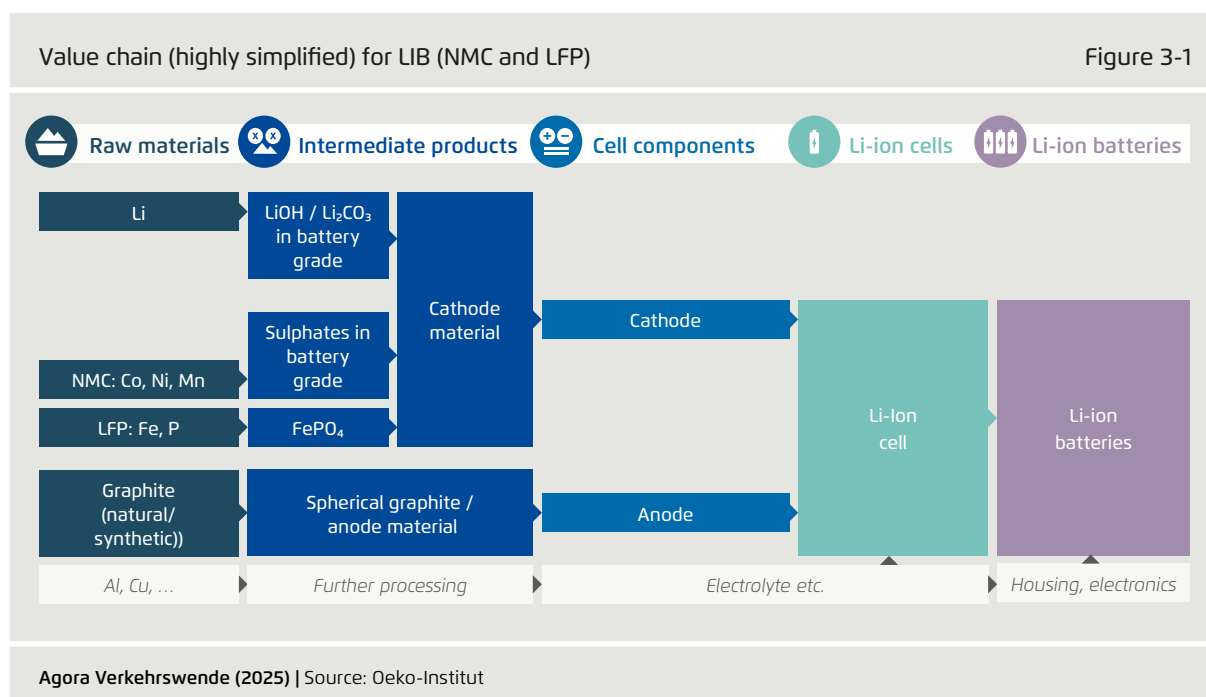 Value chain (highly simplified) for LIB (NMC and LFP)
Figure 3-1
Raw materials
Intermediate products
Cell components
Li-ion cells
Li-ion batteries
Li
LiOH / Li₂CO₃
in battery
grade
Sulphates in
battery
grade
NMC: Co, Ni, Mn
LFP: Fe, P
FePO₄
Cathode
material
Cathode
Graphite
(natural/
synthetic))
Spherical graphite /
anode material
Anode
Li-Ion
cell
Li-ion
batteries
Al, Cu, ...
Further processing
Electrolyte etc.
Housing, electronics
Agora Verkehrswende (2025) | Source: Oeko-Institut